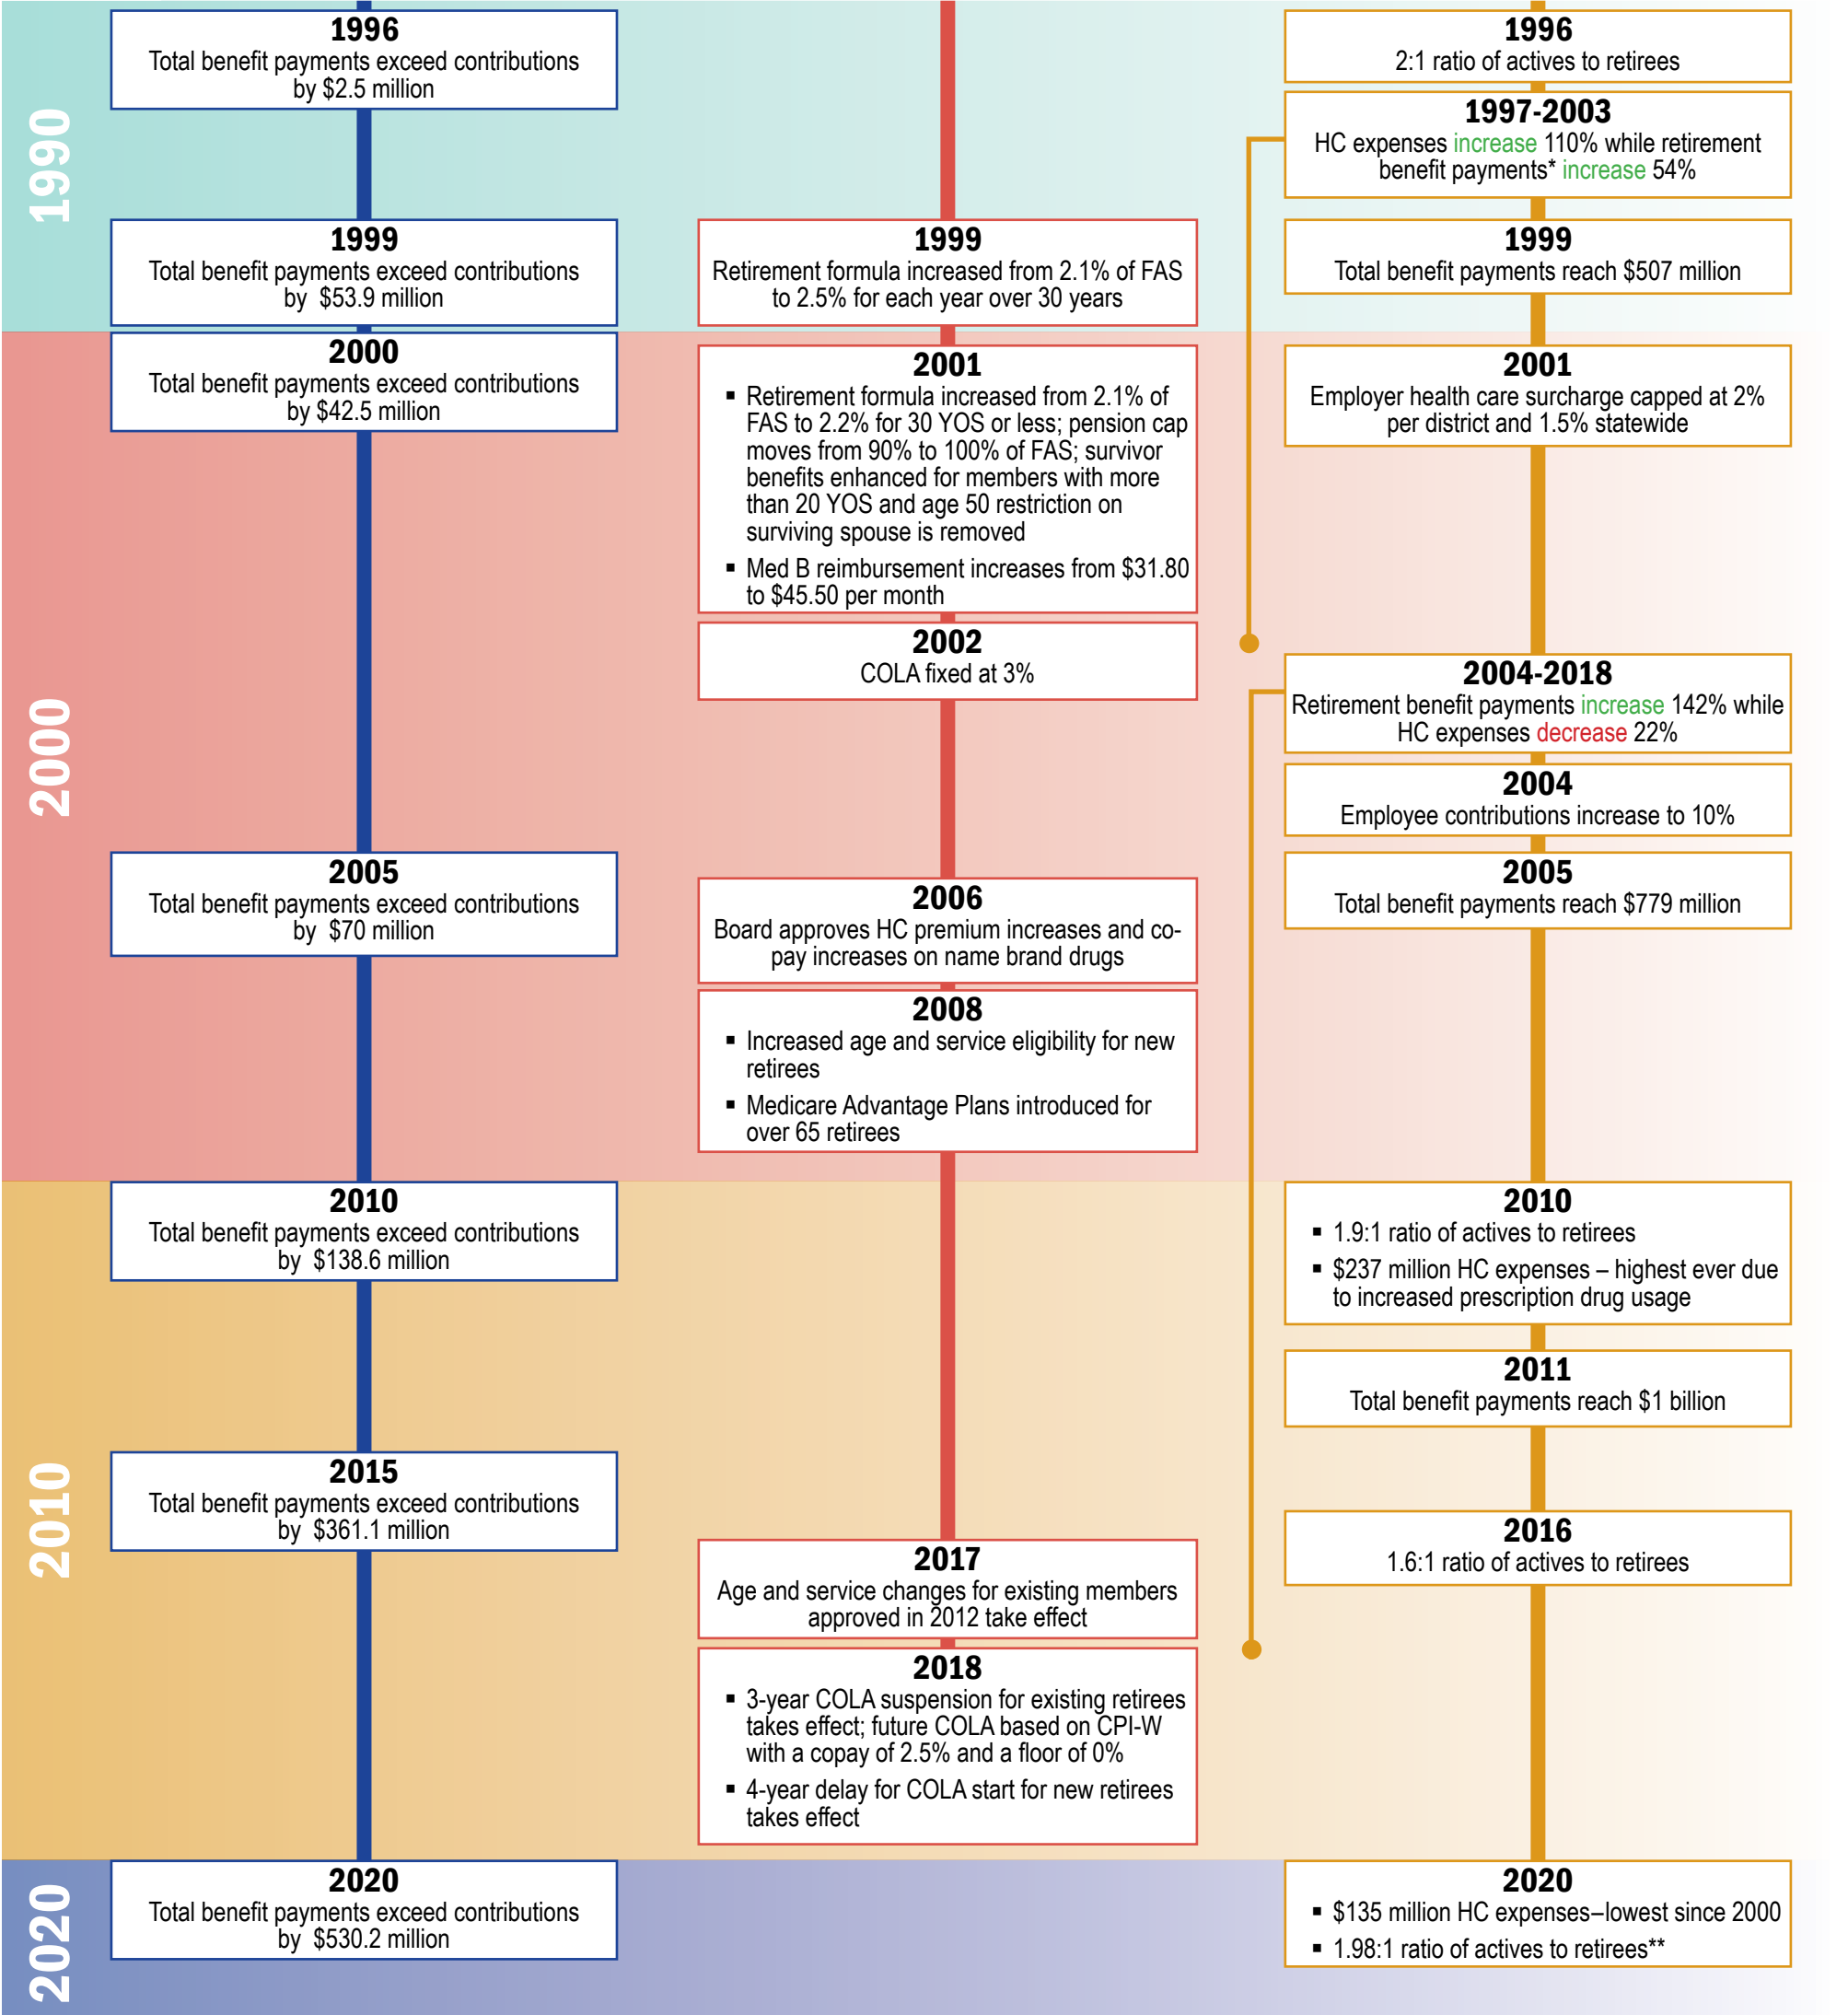 1990
1996
Total benefit payments exceed contributions
by $2.5 million
1999
Total benefit payments exceed contributions
by  $53.9 million
1999
Retirement formula increased from 2.1% of FAS
to 2.5% for each year over 30 years
1996
2:1 ratio of actives to retirees
1997-2003
HC expenses increase 110% while retirement
benefit payments* increase 54%
1999
Total benefit payments reach $507 million
2000
2000
Total benefit payments exceed contributions
by $42.5 million
2005
Total benefit payments exceed contributions
by  $70 million
2001
▪ Retirement formula increased from 2.1% of
FAS to 2.2% for 30 YOS or less; pension cap
moves from 90% to 100% of FAS; survivor
benefits enhanced for members with more
than 20 YOS and age 50 restriction on
surviving spouse is removed
▪ Med B reimbursement increases from $31.80
to $45.50 per month
2002
COLA fixed at 3%
2006
Board approves HC premium increases and co-
pay increases on name brand drugs
2008
▪ Increased age and service eligibility for new
retirees
▪ Medicare Advantage Plans introduced for
over 65 retirees
2001
Employer health care surcharge capped at 2%
per district and 1.5% statewide
2004-2018
Retirement benefit payments increase 142% while
HC expenses decrease 22%
2004
Employee contributions increase to 10%
2005
Total benefit payments reach $779 million
2010
2010
Total benefit payments exceed contributions
by  $138.6 million
2015
Total benefit payments exceed contributions
by  $361.1 million
2017
Age and service changes for existing members
approved in 2012 take effect
2018
▪ 3-year COLA suspension for existing retirees
takes effect; future COLA based on CPI-W
with a copay of 2.5% and a floor of 0%
▪ 4-year delay for COLA start for new retirees
takes effect
2010
▪ 1.9:1 ratio of actives to retirees
▪ $237 million HC expenses – highest ever due
to increased prescription drug usage
2011
Total benefit payments reach $1 billion
2016
1.6:1 ratio of actives to retirees
2020
2020
Total benefit payments exceed contributions
by  $530.2 million
2020
▪ $135 million HC expenses–lowest since 2000
▪ 1.98:1 ratio of actives to retirees**